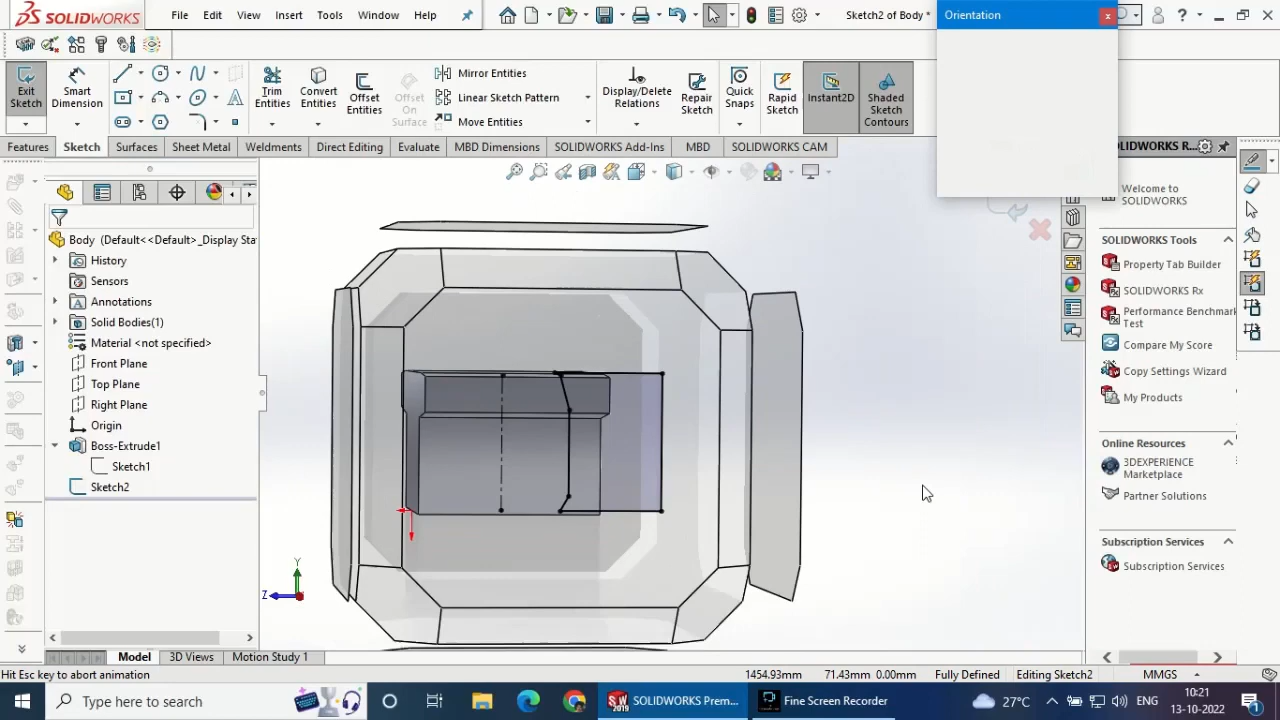 SOLIDWORKS
File
Edit
View
Insert
Tools
Window
Help
Sketch2 of Body *
Orientation
x
Exit Sketch
Smart Dimension
Trim Entities
Convert Entities
Offset Entities
Offset On Surface
Mirror Entities
Linear Sketch Pattern
Move Entities
Display/Delete Relations
Repair Sketch
Quick Snaps
Rapid Sketch
Instant2D
Shaded Sketch Contours
Features
Sketch
Surfaces
Sheet Metal
Weldments
Direct Editing
Evaluate
MBD Dimensions
SOLIDWORKS Add-Ins
MBD
SOLIDWORKS CAM
OLIDWORKS R...
Welcome to
SOLIDWORKS
SOLIDWORKS Tools
Property Tab Builder
SOLIDWORKS Rx
Performance Benchmark
Test
Compare My Score
Copy Settings Wizard
My Products
Online Resources
3DEXPERIENCE
Marketplace
Partner Solutions
Subscription Services
Subscription Services
Body (Default<<Default>_Display Sta
History
Sensors
Annotations
Solid Bodies(1)
Material <not specified>
Front Plane
Top Plane
Right Plane
Origin
Boss-Extrude1
Sketch1
Sketch2
Y
Z
Model
3D Views
Motion Study 1
Hit Esc key to abort animation
1454.93mm
71.43mm 0.00mm
Fully Defined
Editing Sketch2
MMGS
Type here to search
SW
2019
SOLIDWORKS Prem...
Fine Screen Recorder
27°C
ENG
10:21
13-10-2022
1